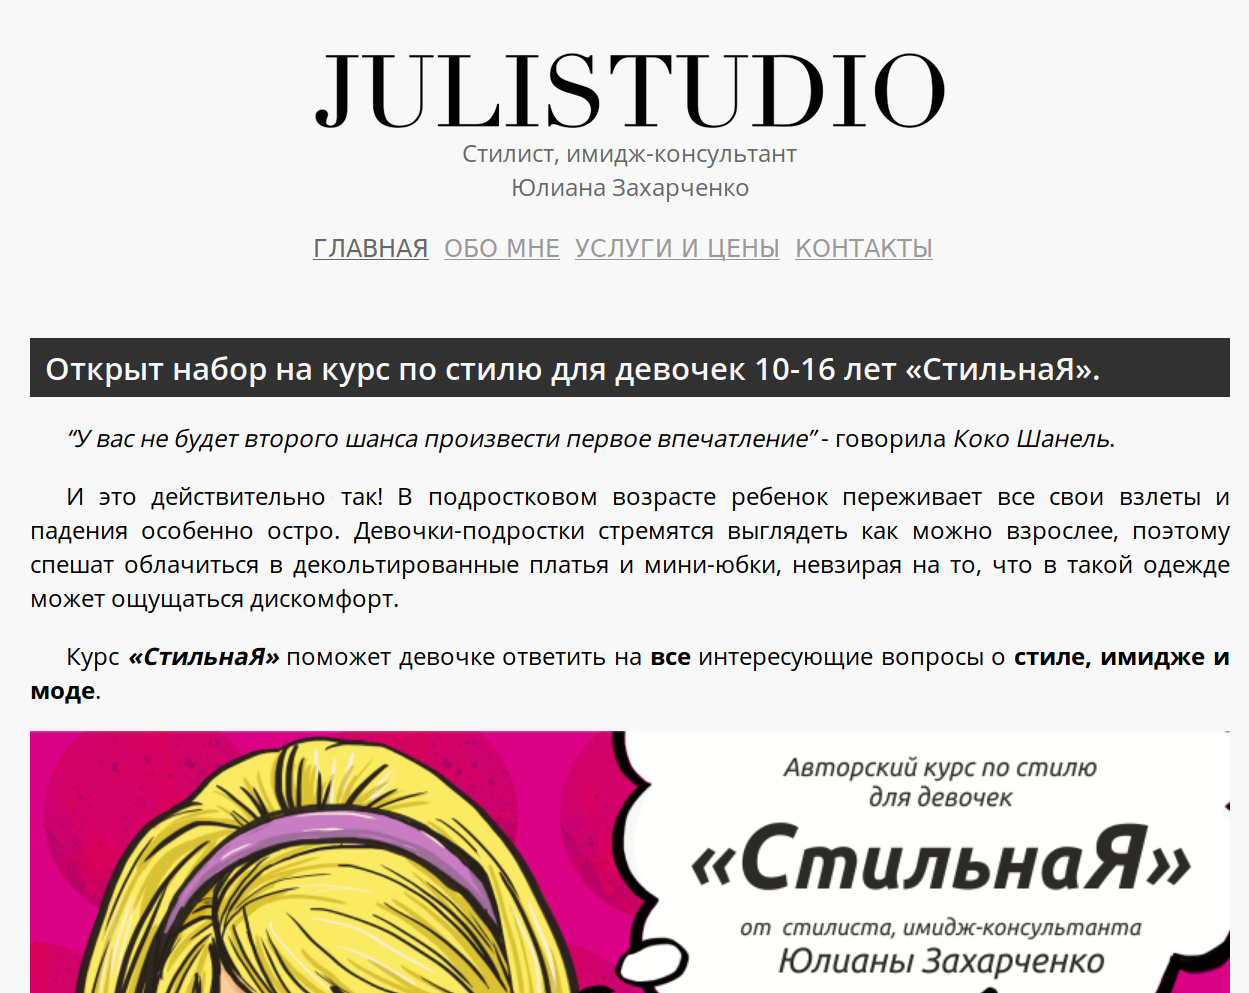 JULISTUDIO
Стилист, имидж-консультант
Юлиана Захарченко
ГЛАВНАЯ ОБО МНЕ УСЛУГИ И ЦЕНЫ КОНТАКТЫ
Открыт набор на курс по стилю для девочек 10-16 лет «СтильнаЯ».
“У вас не будет второго шанса произвести первое впечатление” - говорила Коко Шанель.
И это действительно так! В подростковом возрасте ребенок переживает все свои взлеты и
падения особенно остро. Девочки-подростки стремятся выглядеть как можно взрослее, поэтому
спешат облачиться в декольтированные платья и мини-юбки, невзирая на то, что в такой одежде
может ощущаться дискомфорт.
Курс «СтильнаЯ» поможет девочке ответить на все интересующие вопросы о стиле, имидже и
моде.
Авторский курс по стилю
для девочек
«СтильнаЯ»
от стилиста, имидж-консультанта
Юлианы Захарченко